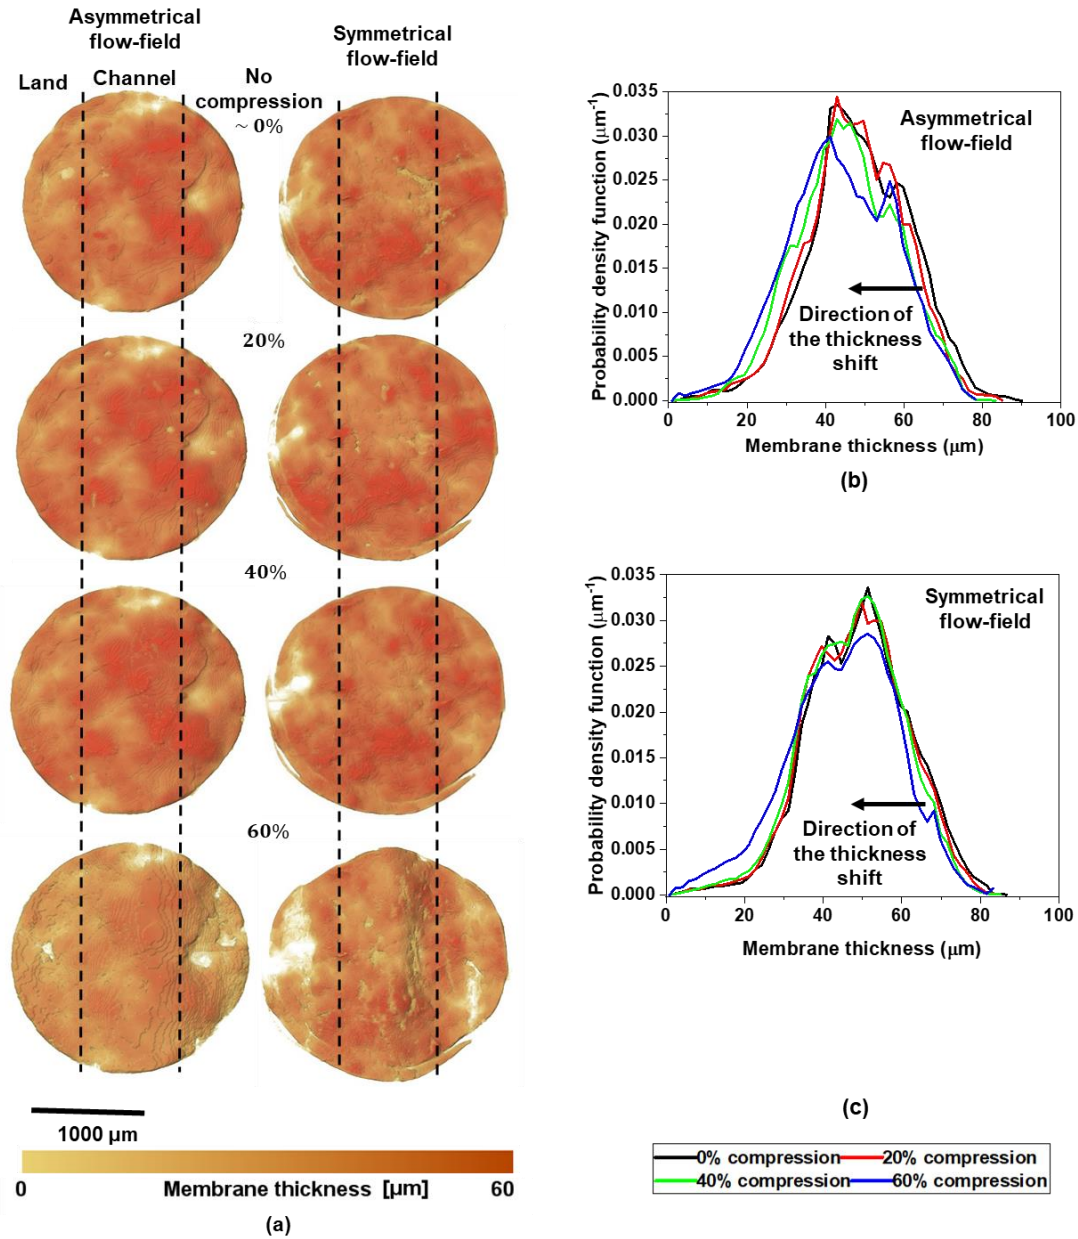 Asymmetrical
flow-field
Symmetrical
flow-field
Land
Channel
No
compression
~ 0%
20%
40%
60%
1000 µm
0 Membrane thickness [µm] 60
(a)
Probability density function (µm⁻¹)
0.035
0.030
0.025
0.020
0.015
0.010
0.005
0.000
Asymmetrical
flow-field
Direction of
the thickness
shift
0 20 40 60 80 100
Membrane thickness (µm)
(b)
Probability density function (µm⁻¹)
0.035
0.030
0.025
0.020
0.015
0.010
0.005
0.000
Symmetrical
flow-field
Direction of
the thickness
shift
0 20 40 60 80 100
Membrane thickness (µm)
(c)
0% compression 20% compression
40% compression 60% compression